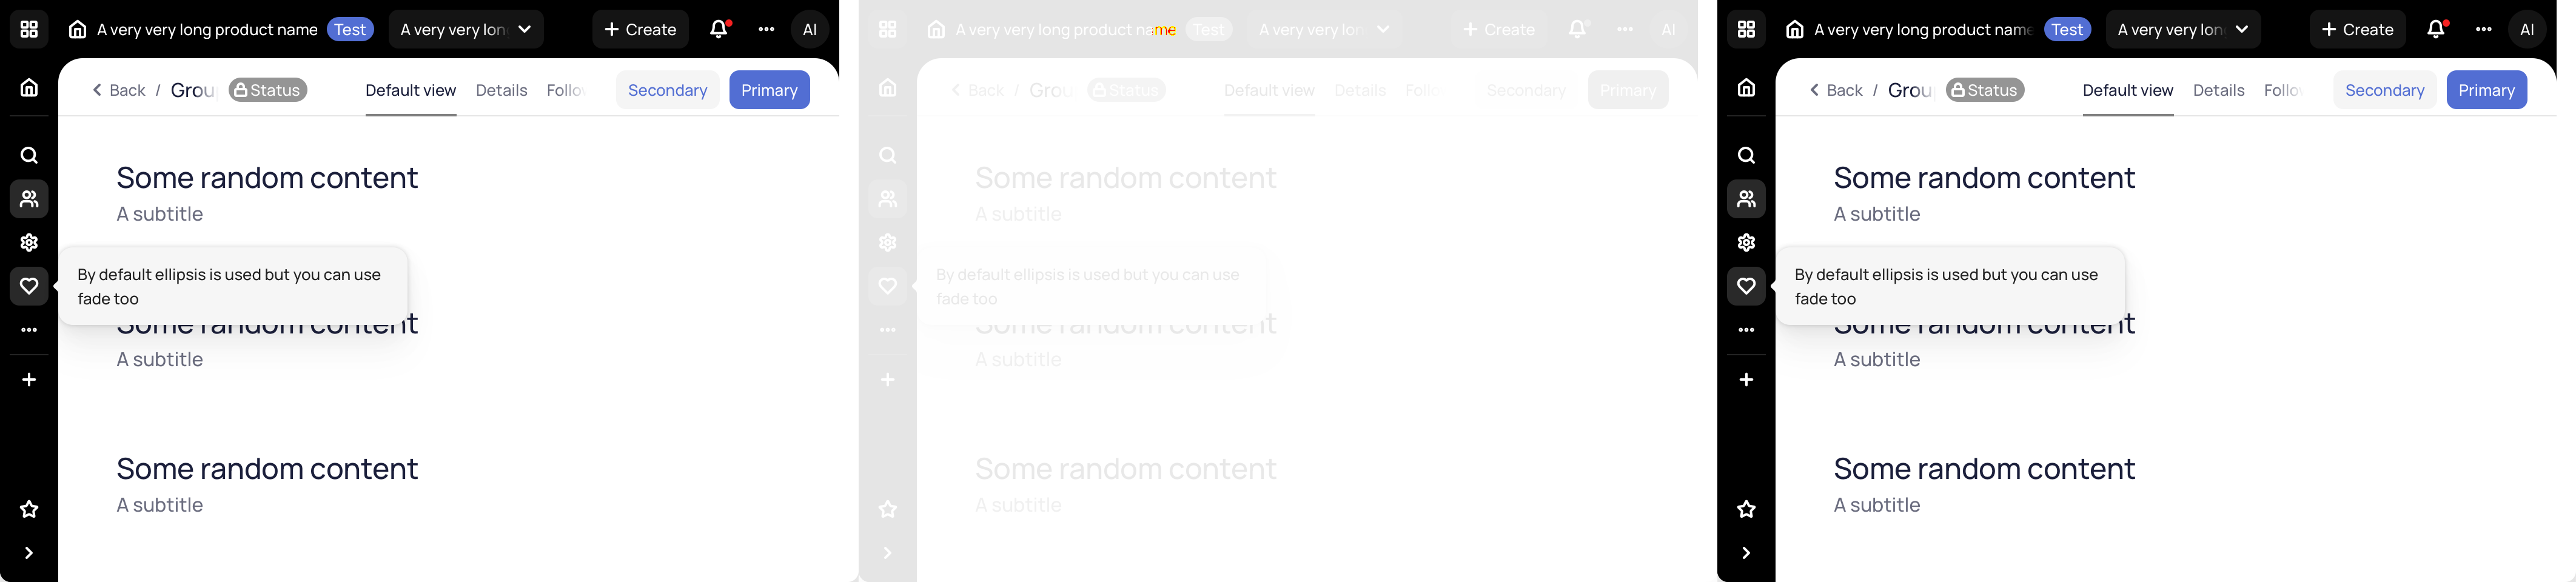 A very very long product name Test A very very lon Create AI
Back / Grou Status Default view Details Follo Secondary Primary
Some random content
A subtitle
By default ellipsis is used but you can use
fade too
Some random content
A subtitle
Some random content
A subtitle
A very very long product name Test A very very lon Create AI
Back / Grou Status Default view Details Follo Secondary Primary
Some random content
A subtitle
By default ellipsis is used but you can use
fade too
Some random content
A subtitle
Some random content
A subtitle
A very very long product name Test A very very lon Create AI
Back / Grou Status Default view Details Follo Secondary Primary
Some random content
A subtitle
By default ellipsis is used but you can use
fade too
Some random content
A subtitle
Some random content
A subtitle